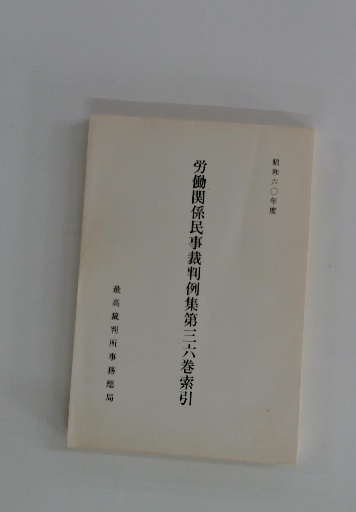 昭和六〇年度
労働関係民事裁判例集第三六巻索引
最高裁判所事務総局